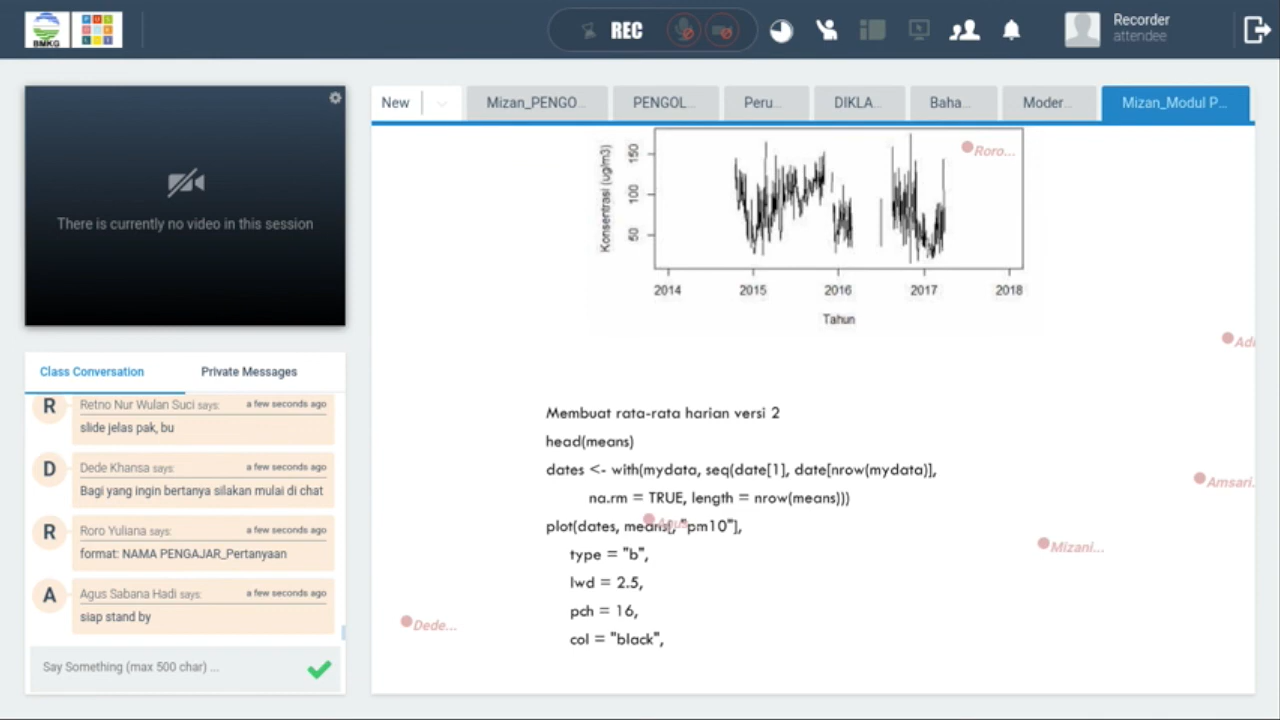 BMKG
REC
Recorder
attendee
There is currently no video in this session
Class Conversation
Private Messages
R
Retno Nur Wulan Suci says:
a few seconds ago
slide jelas pak, bu
D
Dede Khansa says:
a few seconds ago
Bagi yang ingin bertanya silakan mulai di chat
R
Roro Yuliana says:
a few seconds ago
format: NAMA PENGAJAR_Pertanyaan
A
Agus Sabana Hadi says:
a few seconds ago
siap stand by
Say Something (max 500 char) ...
New
Mizan_PENGO...
PENGOL...
Peru...
DIKLA...
Baha...
Moder...
Mizan_Modul P...
Konsentrasi (ug/m3)
150
100
50
2014
2015
2016
2017
2018
Tahun
Roro...
Amsari...
Mizani...
Dede...
Membuat rata-rata harian versi 2
head(means)
dates <- with(mydata, seq(date[1], date[nrow(mydata)],
na.rm = TRUE, length = nrow(means)))
plot(dates, means[, "pm10"],
type = "b",
lwd = 2.5,
pch = 16,
col = "black",